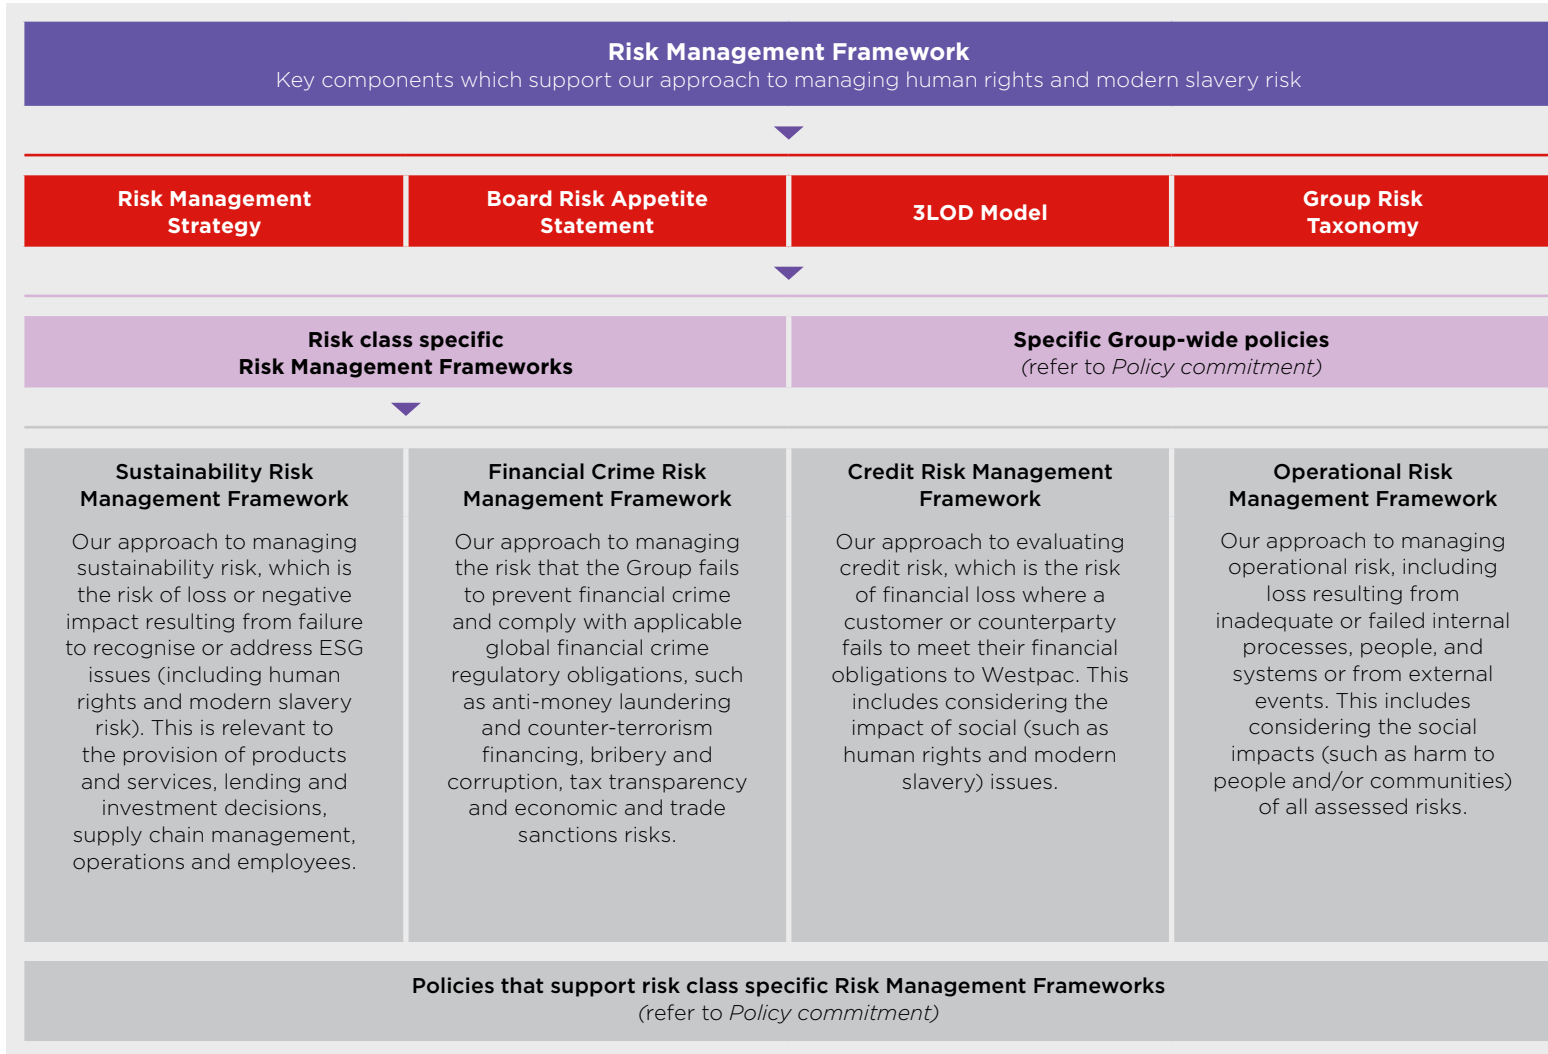 Risk Management Framework
Key components which support our approach to managing human rights and modern slavery risk
Risk Management
Strategy
Board Risk Appetite
Statement
3LOD Model
Group Risk
Taxonomy
Risk class specific
Risk Management Frameworks
Specific Group-wide policies
(refer to Policy commitment)
Sustainability Risk
Management Framework
Our approach to managing
sustainability risk, which is
the risk of loss or negative
impact resulting from failure
to recognise or address ESG
issues (including human
rights and modern slavery
risk). This is relevant to
the provision of products
and services, lending and
investment decisions,
supply chain management,
operations and employees.
Financial Crime Risk
Management Framework
Our approach to managing
the risk that the Group fails
to prevent financial crime
and comply with applicable
global financial crime
regulatory obligations, such
as anti-money laundering
and counter-terrorism
financing, bribery and
corruption, tax transparency
and economic and trade
sanctions risks.
Credit Risk Management
Framework
Our approach to evaluating
credit risk, which is the risk
of financial loss where a
customer or counterparty
fails to meet their financial
obligations to Westpac. This
includes considering the
impact of social (such as
human rights and modern
slavery) issues.
Operational Risk
Management Framework
Our approach to managing
operational risk, including
loss resulting from
inadequate or failed internal
processes, people, and
systems or from external
events. This includes
considering the social
impacts (such as harm to
people and/or communities)
of all assessed risks.
Policies that support risk class specific Risk Management Frameworks
(refer to Policy commitment)